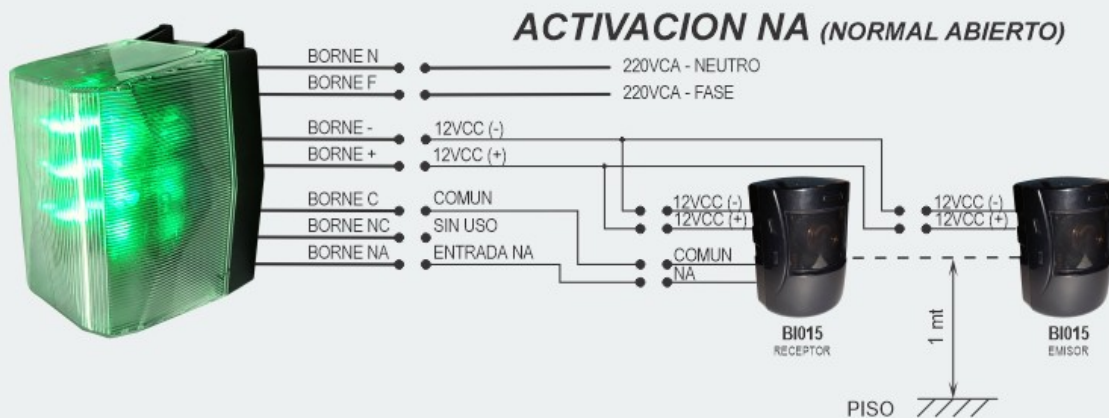 ACTIVACION NA (NORMAL ABIERTO)
BORNE N
220VCA - NEUTRO
BORNE F
220VCA - FASE
BORNE -
12VCC (-)
BORNE +
12VCC (+)
BORNE C
COMUN
BORNE NC
SIN USO
BORNE NA
ENTRADA NA
12VCC (-)
12VCC (+)
COMUN
NA
12VCC (-)
12VCC (+)
BI015
RECEPTOR
BI015
EMISOR
1 mt
PISO